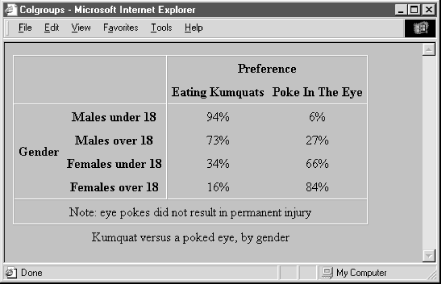 Colgroups - Microsoft Internet Explorer
File Edit View Favorites Tools Help
Preference
Eating Kumquats Poke In The Eye
Gender
Males under 18 94% 6%
Males over 18 73% 27%
Females under 18 34% 66%
Females over 18 16% 84%
Note: eye pokes did not result in permanent injury
Kumquat versus a poked eye, by gender
Done My Computer